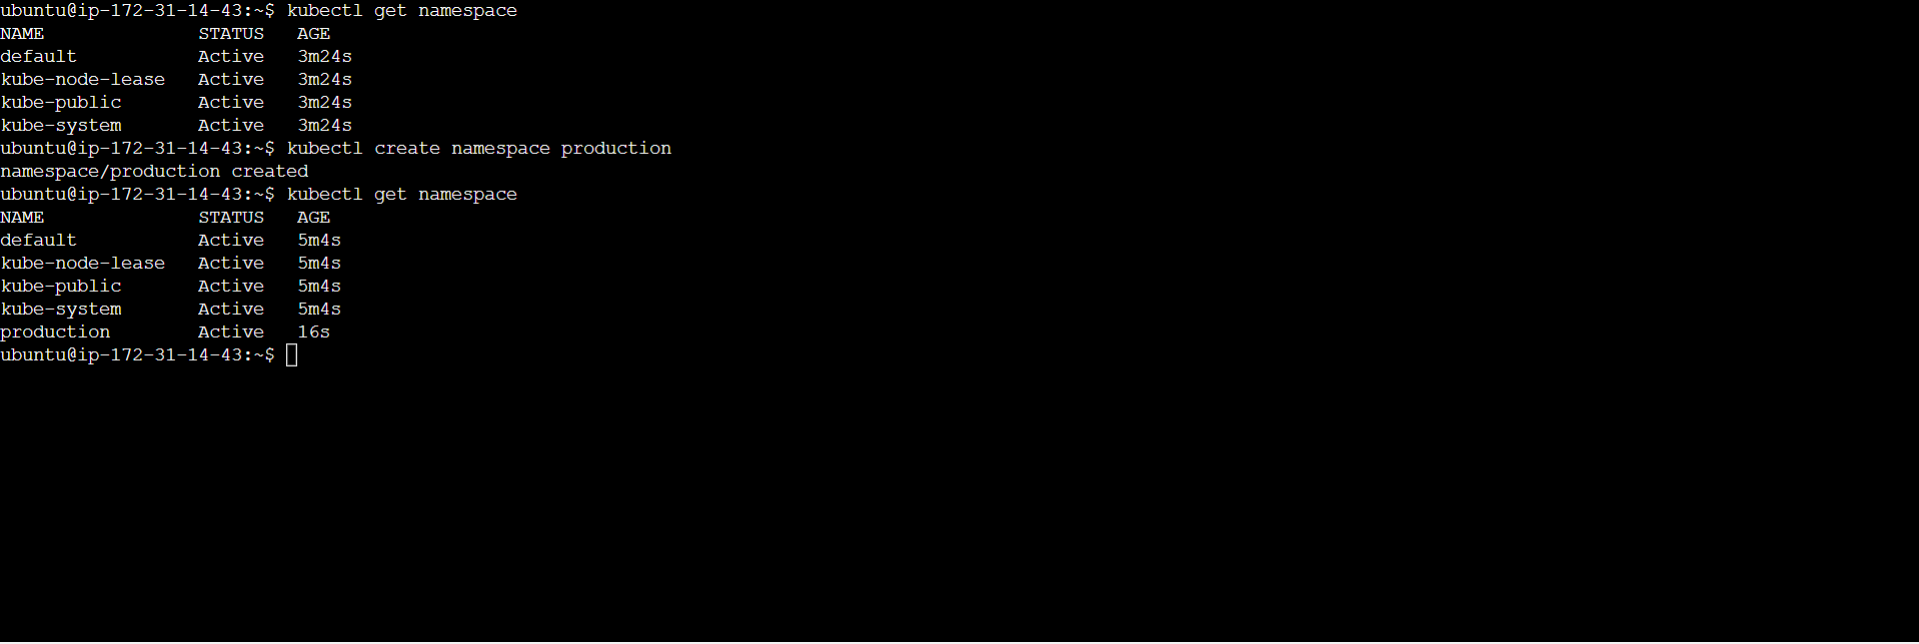 ubuntu@ip-172-31-14-43:~$ kubectl get namespace
NAME              STATUS   AGE
default           Active   3m24s
kube-node-lease   Active   3m24s
kube-public       Active   3m24s
kube-system       Active   3m24s
ubuntu@ip-172-31-14-43:~$ kubectl create namespace production
namespace/production created
ubuntu@ip-172-31-14-43:~$ kubectl get namespace
NAME              STATUS   AGE
default           Active   5m4s
kube-node-lease   Active   5m4s
kube-public       Active   5m4s
kube-system       Active   5m4s
production        Active   16s
ubuntu@ip-172-31-14-43:~$